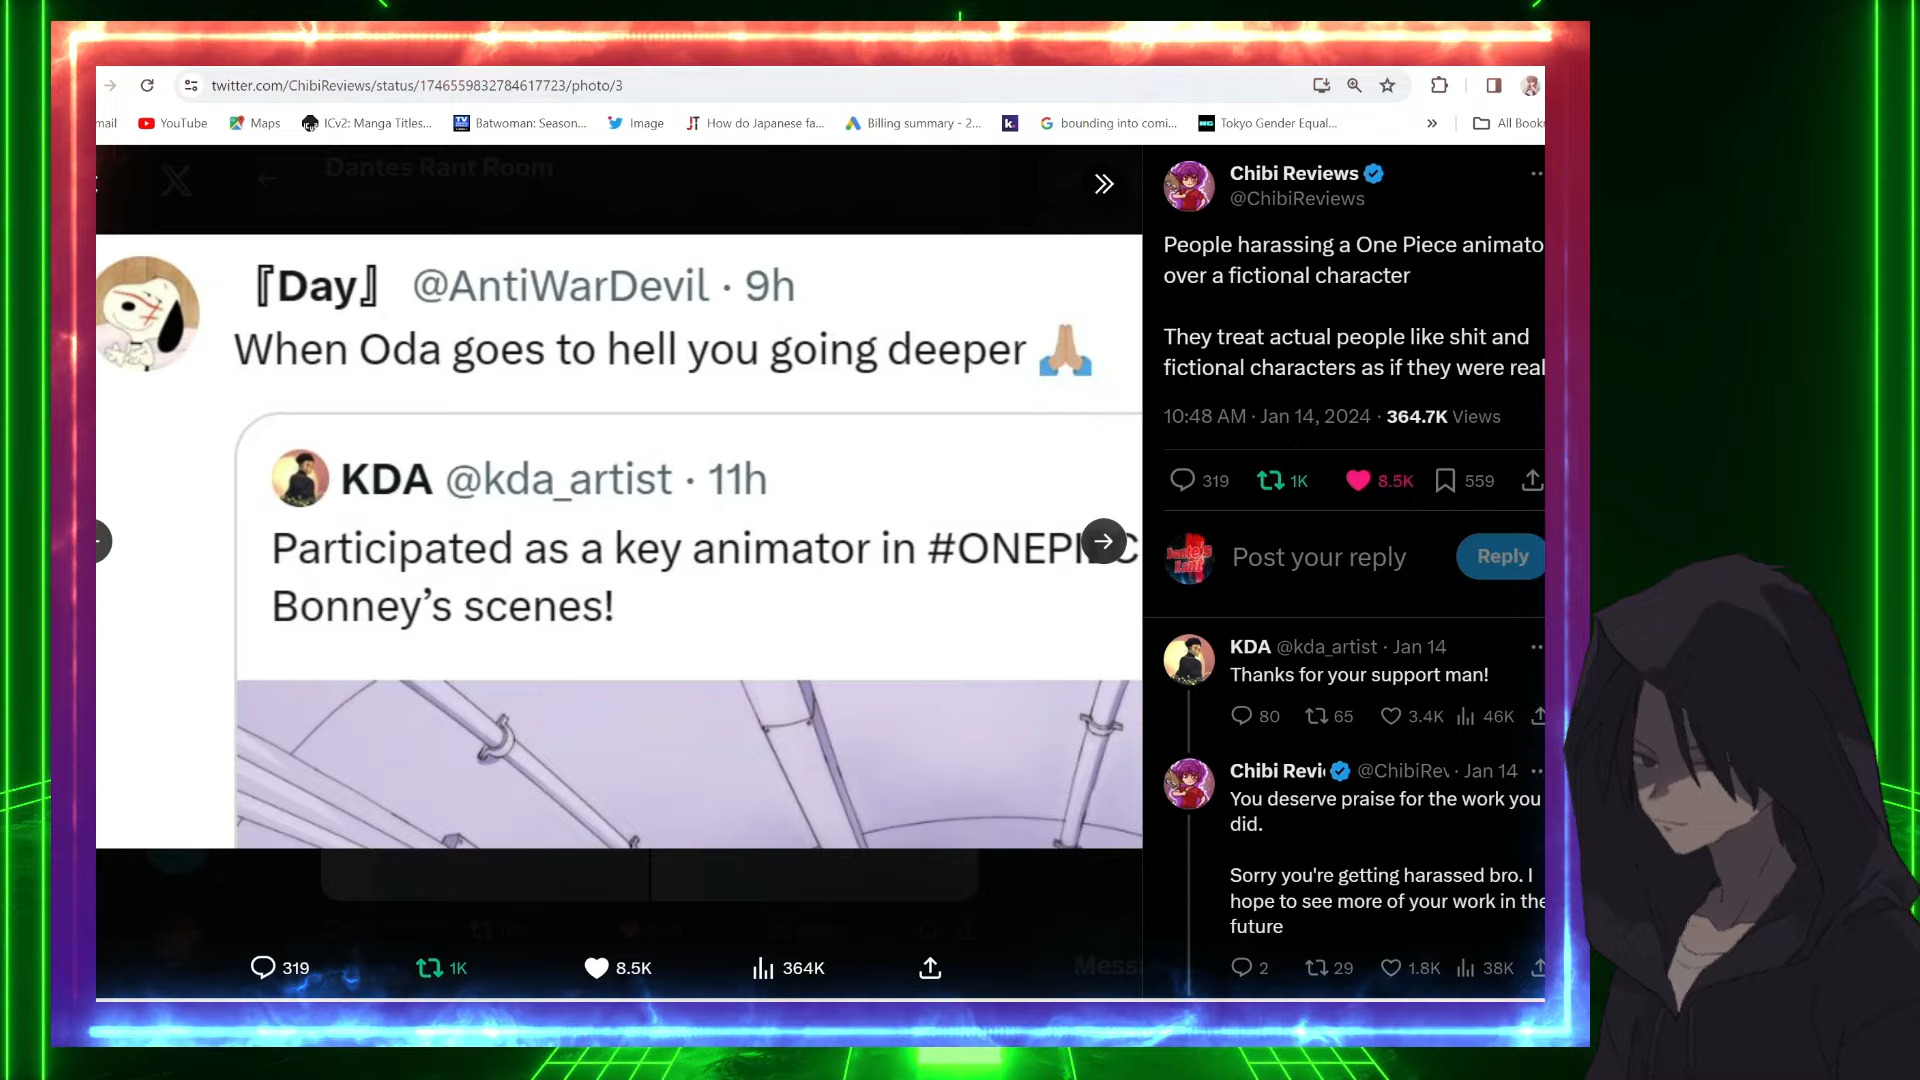 twitter.com/ChibiReviews/status/1746559832784617723/photo/3
mail
YouTube
Maps
ICv2: Manga Titles...
Batwoman: Season...
Image
How do Japanese fa...
Billing summary - 2...
bounding into comi...
Tokyo Gender Equal...
All Book
Dantes Rant Room
『Day』 @AntiWarDevil · 9h
When Oda goes to hell you going deeper 🙏
KDA @kda_artist · 11h
Participated as a key animator in #ONEPI C
Bonney’s scenes!
319
1K
8.5K
364K
Mess
Chibi Reviews
@ChibiReviews
People harassing a One Piece animato
over a fictional character
They treat actual people like shit and
fictional characters as if they were real
10:48 AM · Jan 14, 2024 · 364.7K Views
319 1K 8.5K 559
Dante's Rant
Post your reply
Reply
KDA @kda_artist · Jan 14
Thanks for your support man!
80 65 3.4K 46K
Chibi Revi @ChibiRev · Jan 14
You deserve praise for the work you
did.
Sorry you're getting harassed bro. I
hope to see more of your work in the
future
2 29 1.8K 38K